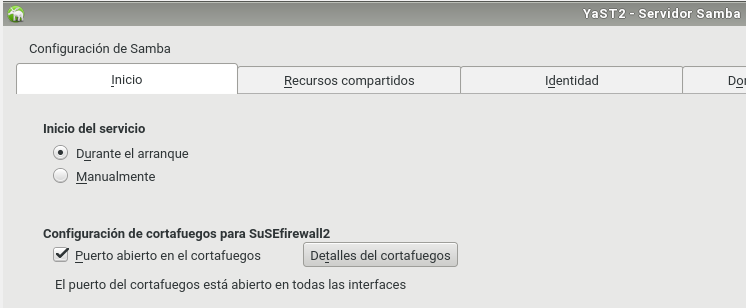 YaST2 - Servidor Samba
Configuración de Samba
Inicio
Recursos compartidos
Identidad
Inicio del servicio
Durante el arranque
Manualmente
Configuración de cortafuegos para SuSEfirewall2
Puerto abierto en el cortafuegos
Detalles del cortafuegos
El puerto del cortafuegos está abierto en todas las interfaces